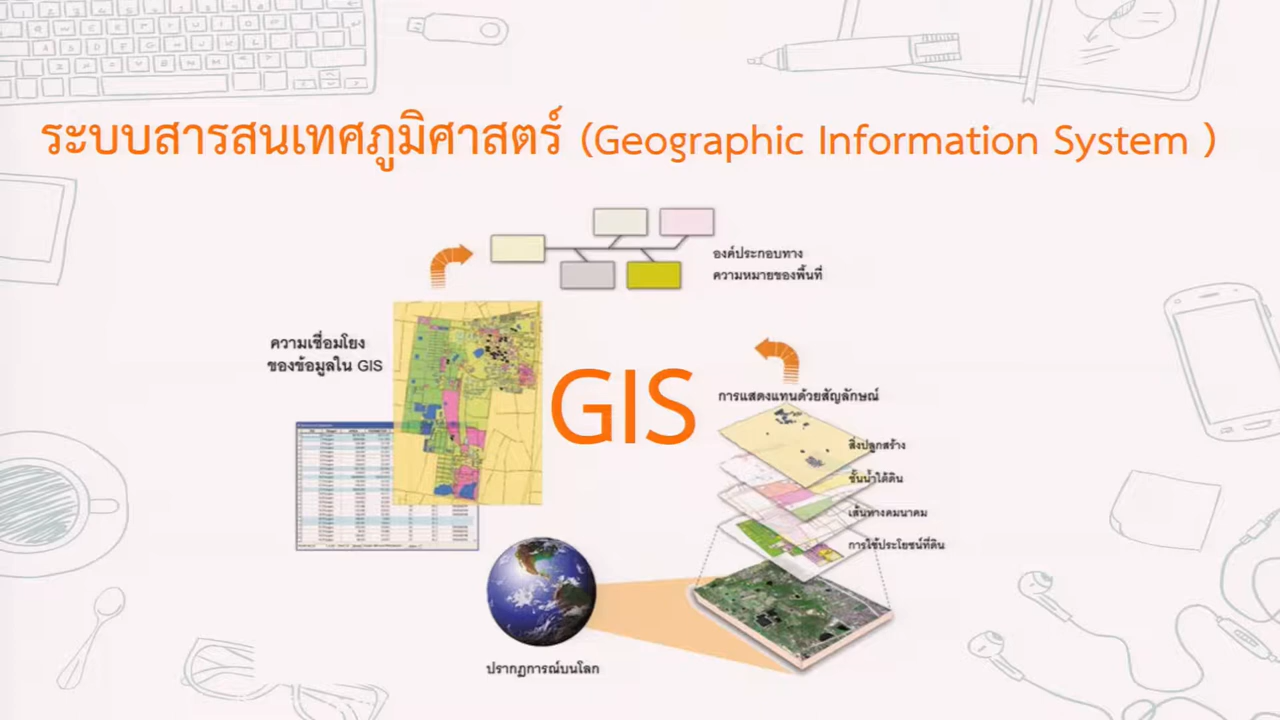 ระบบสารสนเทศภูมิศาสตร์ (Geographic Information System )
องค์ประกอบทาง
ความหมายของพื้นที่
ความเชื่อมโยง
ของข้อมูลใน GIS
GIS
การแสดงแทนด้วยสัญลักษณ์
สิ่งปลูกสร้าง
ชั้นน้ำใต้ดิน
เส้นทางคมนาคม
การใช้ประโยชน์ที่ดิน
ปรากฏการณ์บนโลก